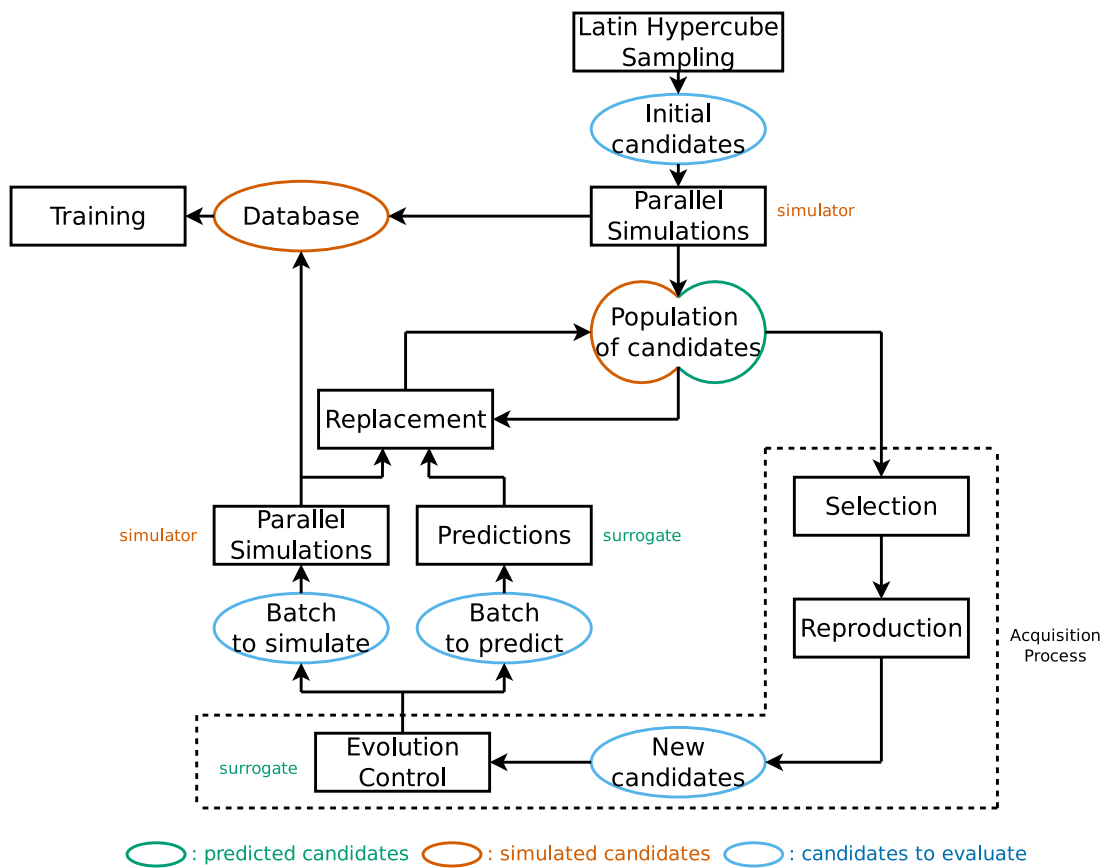 Latin Hypercube
Sampling
Initial
candidates
Parallel
Simulations
simulator
Database
Training
Population
of candidates
Replacement
Selection
simulator
Parallel
Simulations
Predictions
surrogate
Reproduction
Acquisition
Process
Batch
to simulate
Batch
to predict
surrogate
Evolution
Control
New
candidates
: predicted candidates
: simulated candidates
: candidates to evaluate